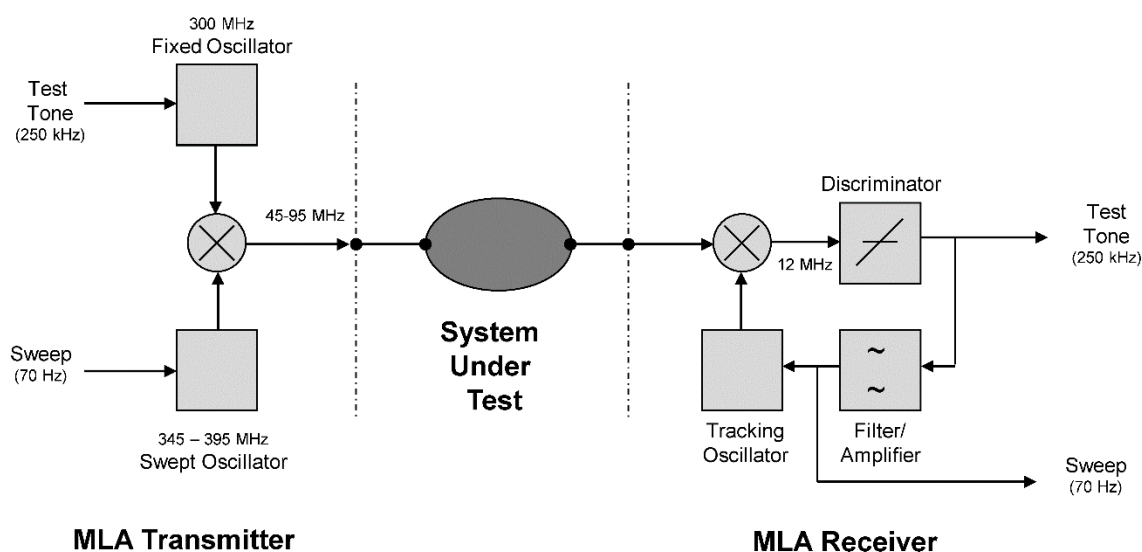 300 MHz
Fixed Oscillator
Test
Tone
(250 kHz)
45-95 MHz
Sweep
(70 Hz)
345 – 395 MHz
Swept Oscillator
MLA Transmitter
System
Under
Test
Discriminator
12 MHz
Test
Tone
(250 kHz)
~
~
Tracking
Oscillator
Filter/
Amplifier
Sweep
(70 Hz)
MLA Receiver